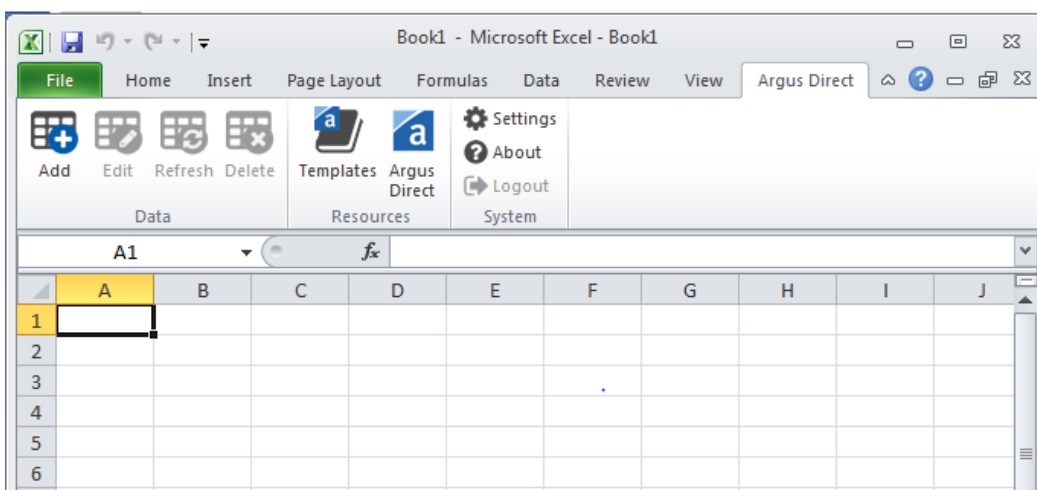 Book1 - Microsoft Excel - Book1
File Home Insert Page Layout Formulas Data Review View Argus Direct
Add Edit Refresh Delete Templates Argus Direct
Settings
About
Logout
Data Resources System
A1 fx
A B C D E F G H I J
1
2
3
4
5
6